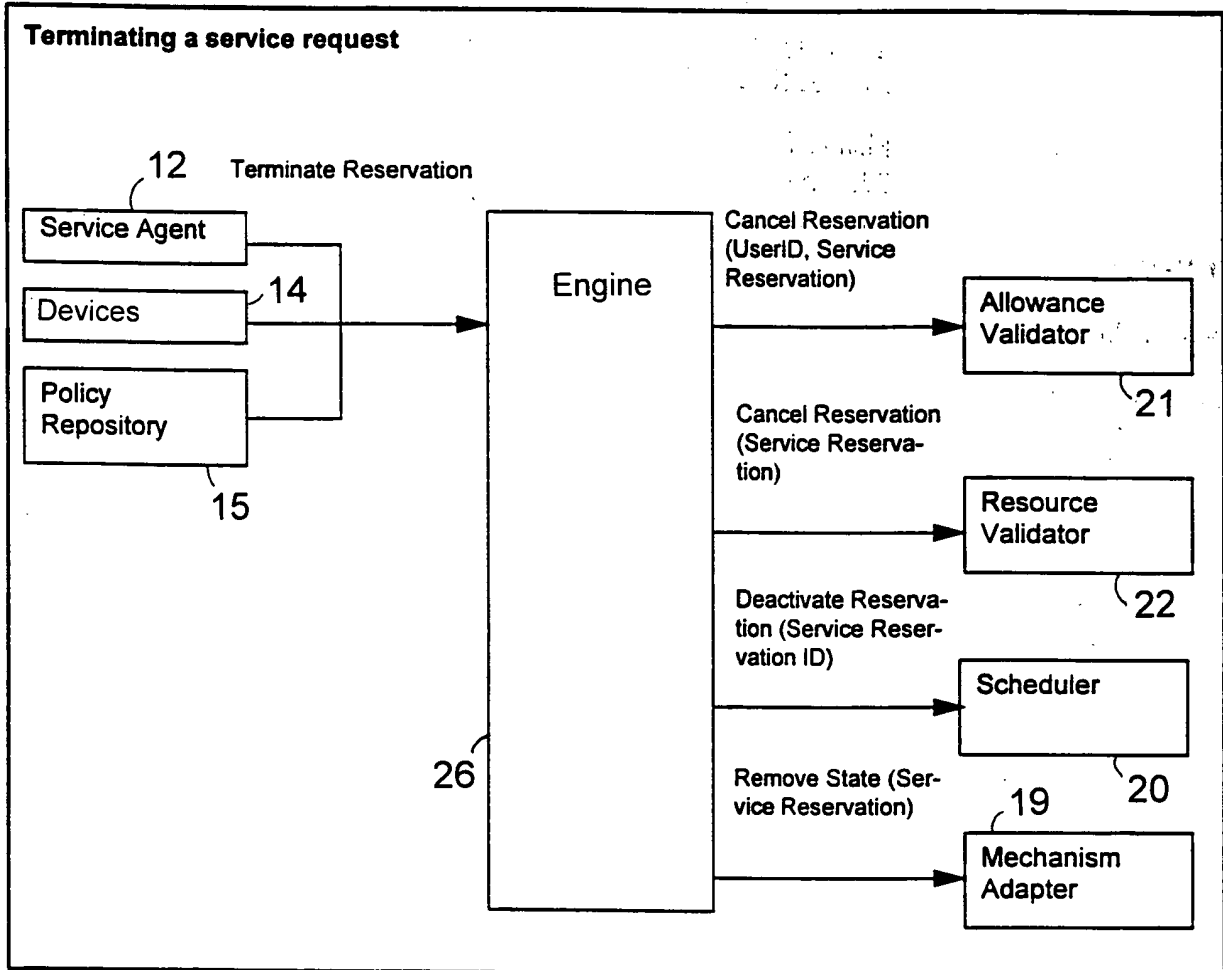 Terminating a service request
12
Terminate Reservation
Service Agent
14
Devices
Policy
Repository
15
Engine
26
Cancel Reservation
(UserID, Service
Reservation)
Allowance
Validator
21
Cancel Reservation
(Service Reserva-
tion)
Resource
Validator
22
Deactivate Reserva-
tion (Service Reser-
vation ID)
Scheduler
20
Remove State (Ser-
vice Reservation)
19
Mechanism
Adapter